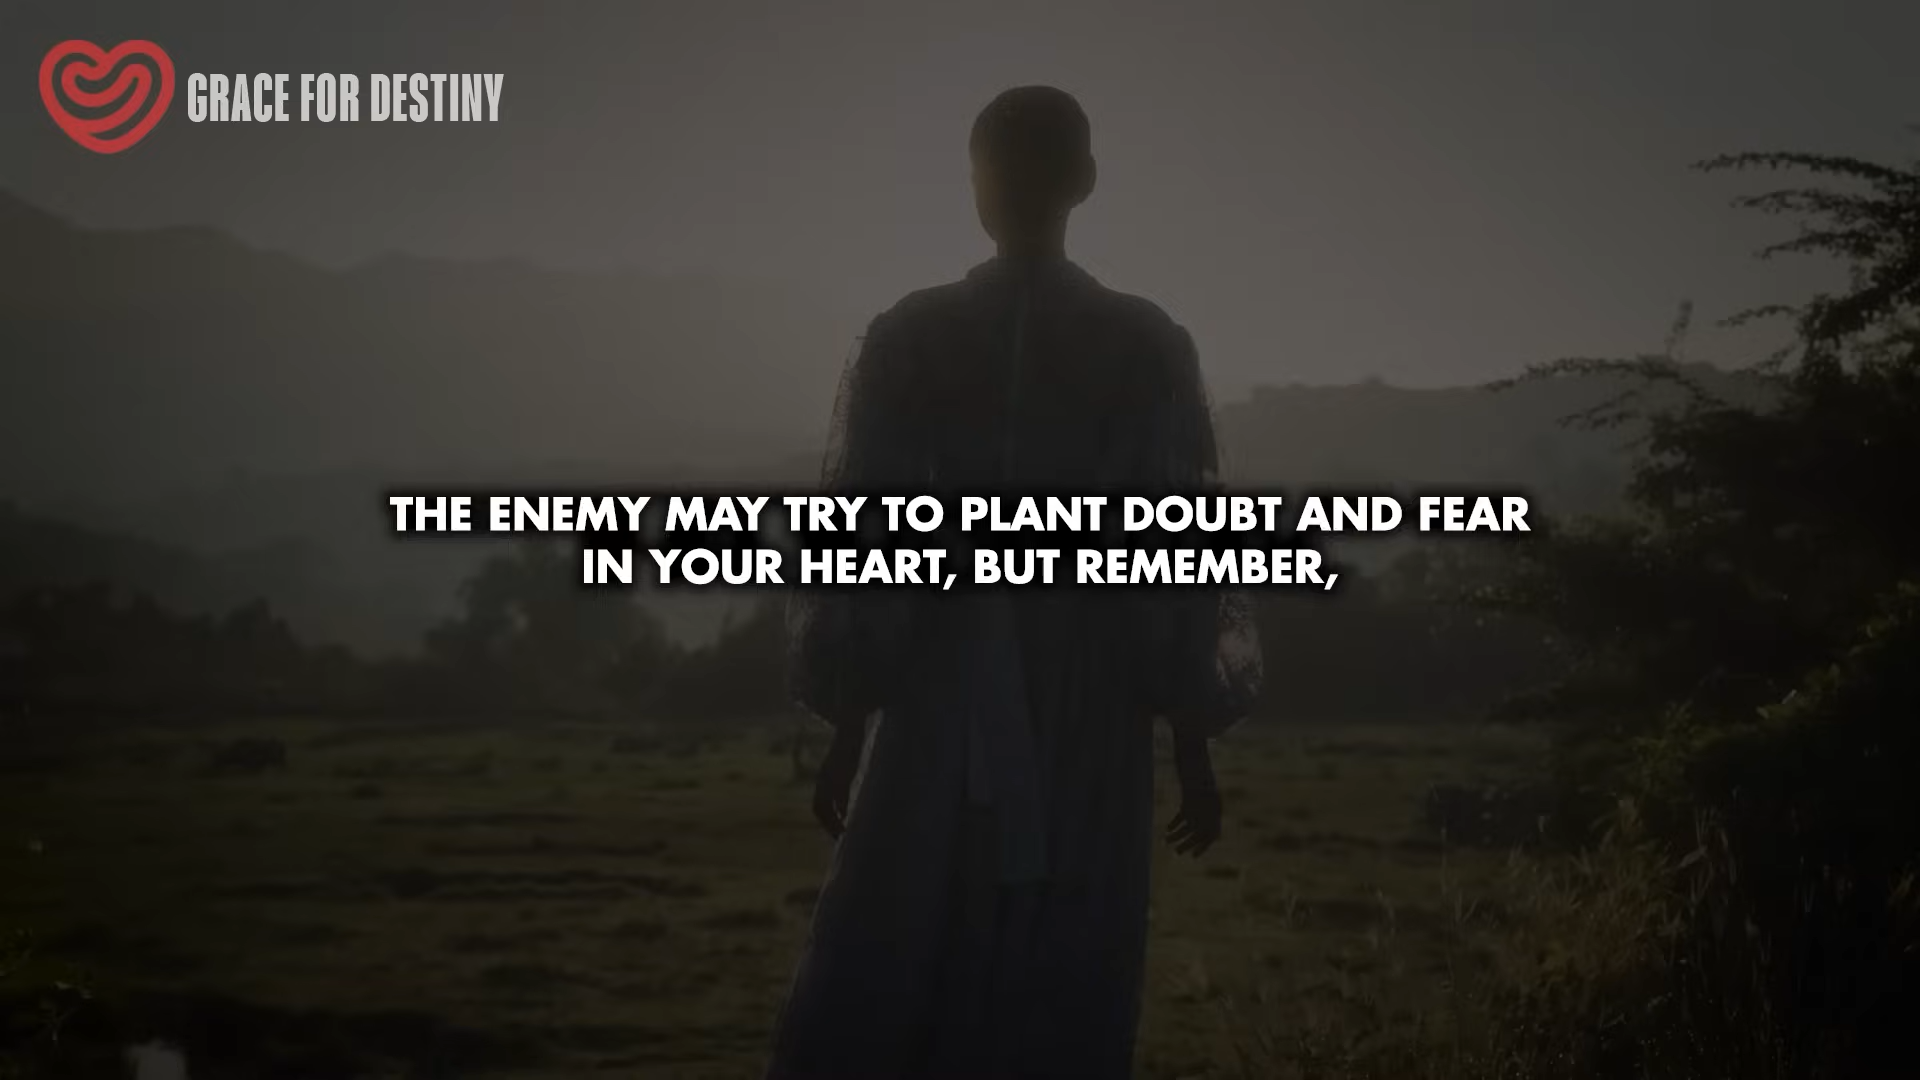 GRACE FOR DESTINY
THE ENEMY MAY TRY TO PLANT DOUBT AND FEAR
IN YOUR HEART, BUT REMEMBER,